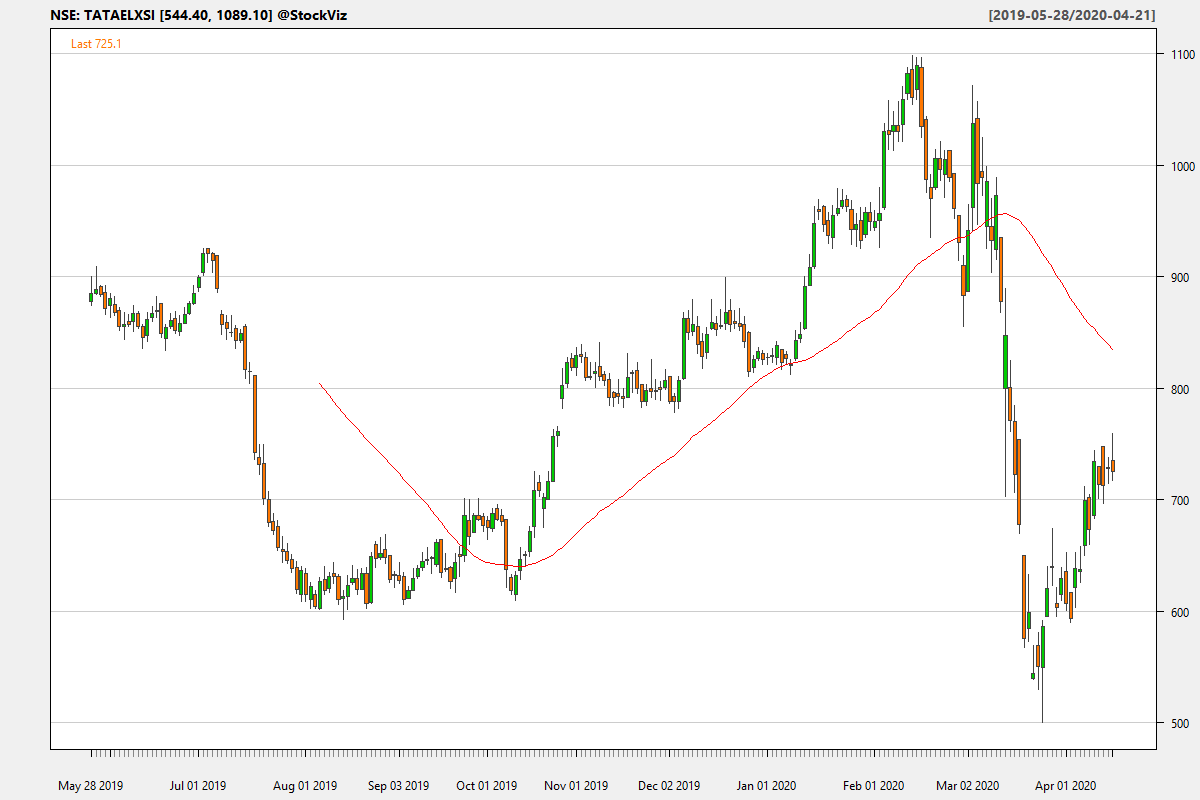 NSE: TATAELXSI [544.40, 1089.10] @StockViz
[2019-05-28/2020-04-21]
Last 725.1
1100
1000
900
800
700
600
500
May 28 2019
Jul 01 2019
Aug 01 2019
Sep 03 2019
Oct 01 2019
Nov 01 2019
Dec 02 2019
Jan 01 2020
Feb 01 2020
Mar 02 2020
Apr 01 2020